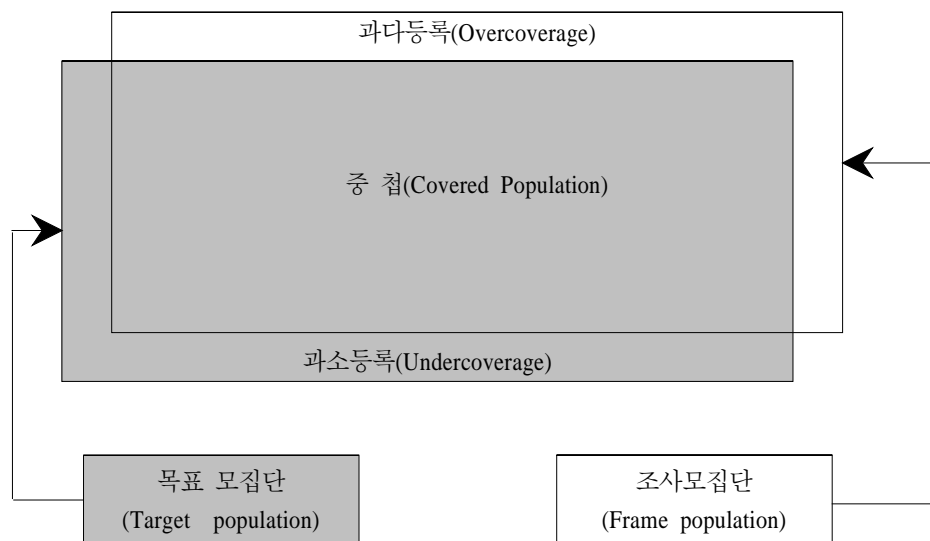 과다등록(Overcoverage)
중 첩(Covered Population)
과소등록(Undercoverage)
목표 모집단
(Target population)
조사모집단
(Frame population)